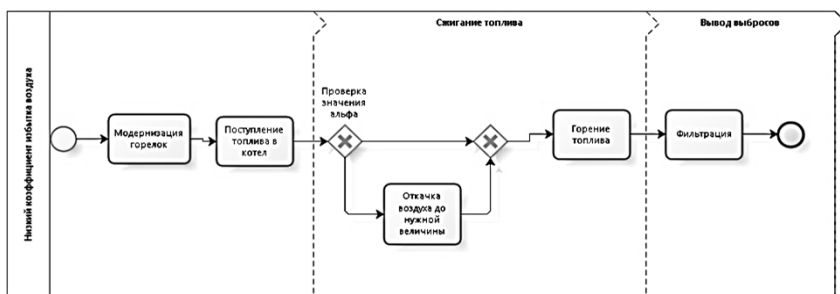 Низкий коэффициент избытка воздуха
Сжигание топлива
Вывод выбросов
Модернизация
горелок
Поступление
топлива в
котел
Проверка
значения
альфа
Откачка
воздуха до
нужной
величины
Горение
топлива
Фильтрация